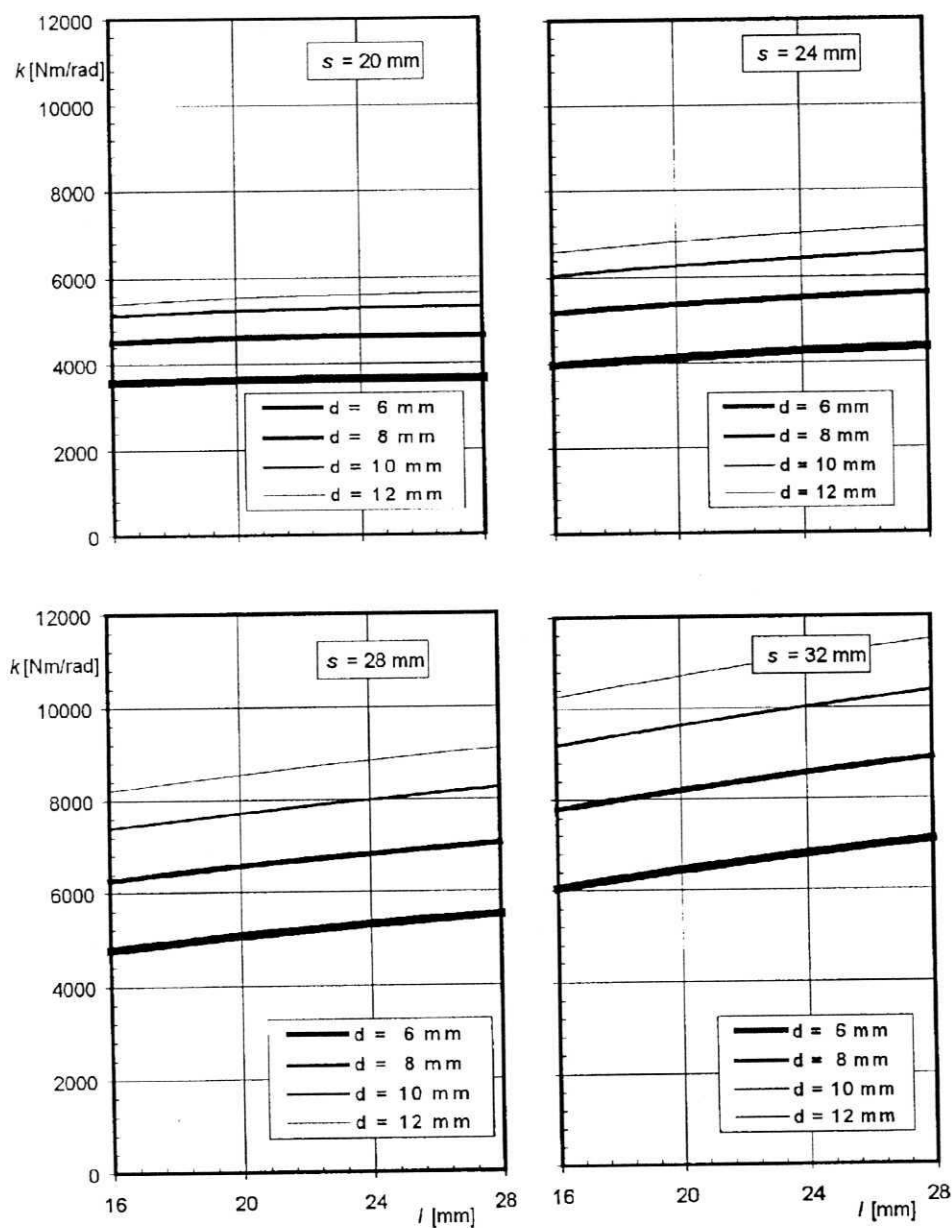 12000
k [Nm/rad]
10000
8000
6000
4000
2000
0
s = 20 mm
d = 6 mm
d = 8 mm
d = 10 mm
d = 12 mm
s = 24 mm
d = 6 mm
d = 8 mm
d = 10 mm
d = 12 mm
12000
k [Nm/rad]
10000
8000
6000
4000
2000
0
s = 28 mm
d = 6 mm
d = 8 mm
d = 10 mm
d = 12 mm
16 20 24 28
l [mm]
s = 32 mm
d = 6 mm
d = 8 mm
d = 10 mm
d = 12 mm
16 20 24 28
l [mm]